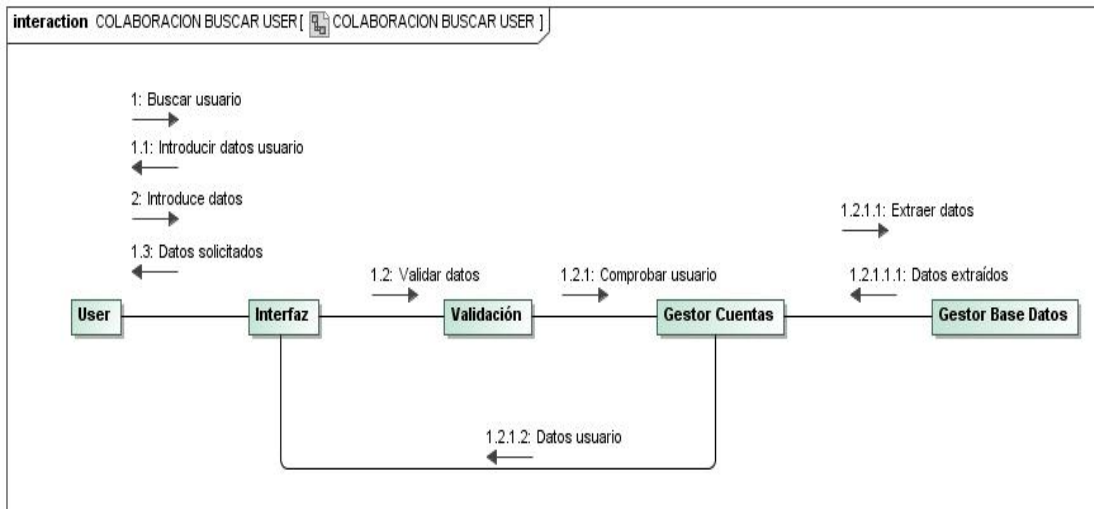 interaction COLABORACION BUSCAR USER [ COLABORACION BUSCAR USER ]
1: Buscar usuario
1.1: Introducir datos usuario
2: Introduce datos
1.3: Datos solicitados
1.2: Validar datos
1.2.1: Comprobar usuario
1.2.1.1: Extraer datos
1.2.1.1.1: Datos extraídos
User
Interfaz
Validación
Gestor Cuentas
Gestor Base Datos
1.2.1.2: Datos usuario